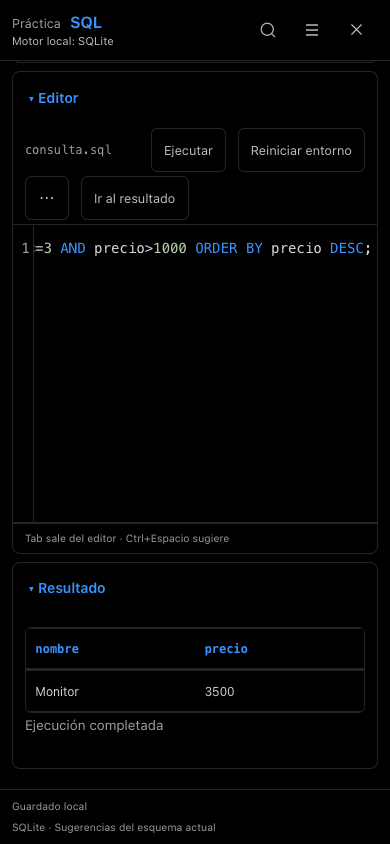 Práctica SQL
Motor local: SQLite
▾ Editor
consulta.sql Ejecutar Reiniciar entorno
... Ir al resultado
1 =3 AND precio>1000 ORDER BY precio DESC;
Tab sale del editor · Ctrl+Espacio sugiere
▾ Resultado
nombre precio
Monitor 3500
Ejecución completada
Guardado local
SQLite · Sugerencias del esquema actual